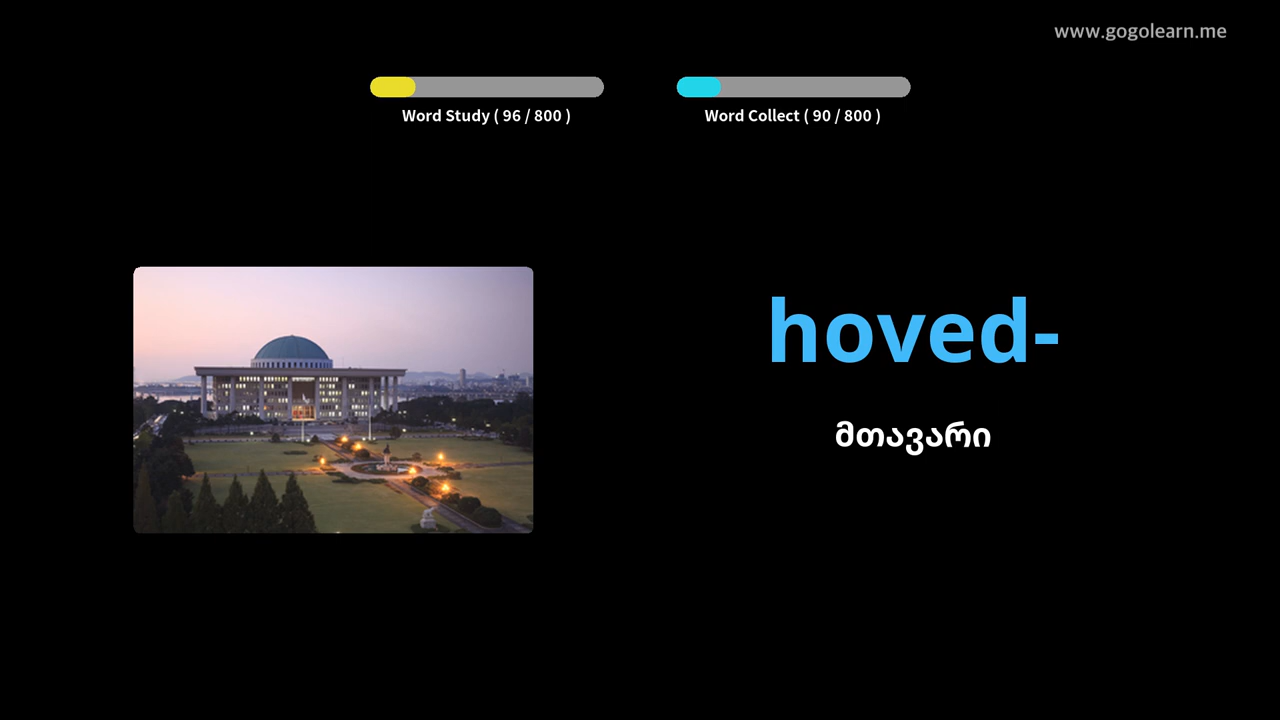 www.gogolearn.me
Word Study ( 96 / 800 )
Word Collect ( 90 / 800 )
hoved-
მთავარი